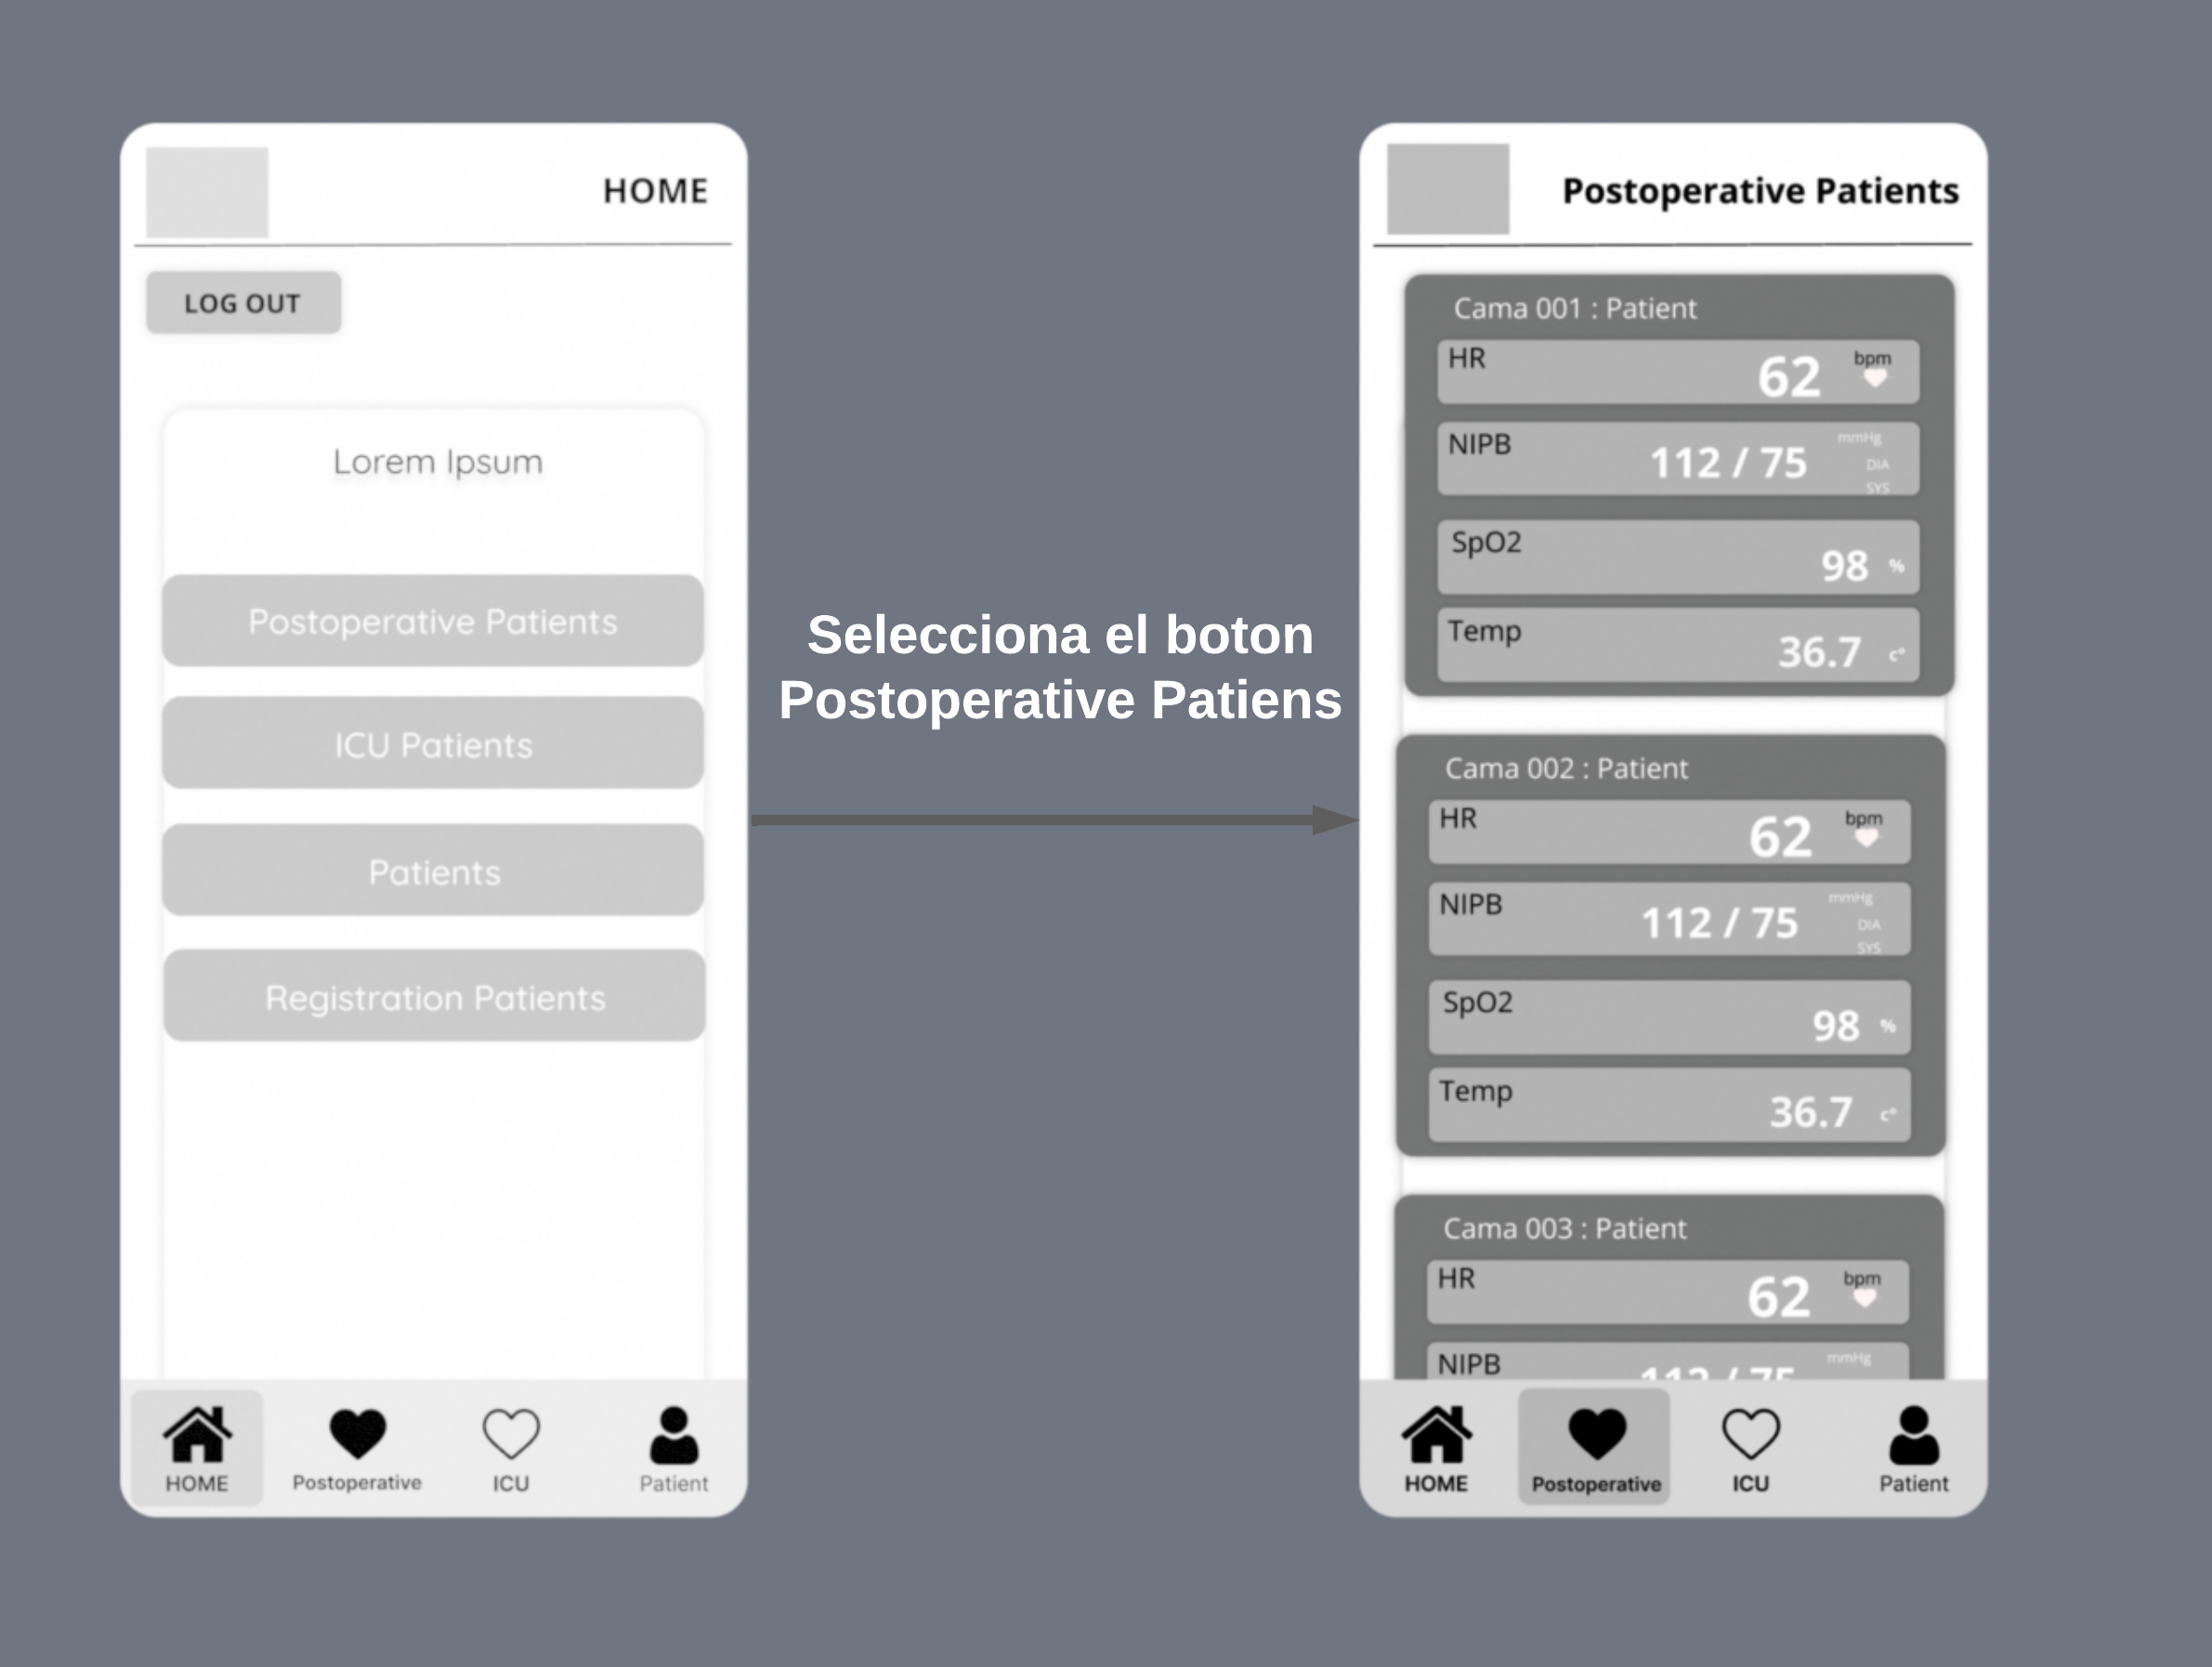 HOME
LOG OUT
Lorem Ipsum
Postoperative Patients
ICU Patients
Patients
Registration Patients
HOME
Postoperative
ICU
Patient
Selecciona el boton
Postoperative Patiens
Postoperative Patients
Cama 001 : Patient
HR 62 bpm
NIPB 112 / 75 mmHg
DIA
SYS
SpO2 98 %
Temp 36.7 c°
Cama 002 : Patient
HR 62 bpm
NIPB 112 / 75 mmHg
DIA
SYS
SpO2 98 %
Temp 36.7 c°
Cama 003 : Patient
HR 62 bpm
NIPB 112 / 75 mmHg
HOME
Postoperative
ICU
Patient